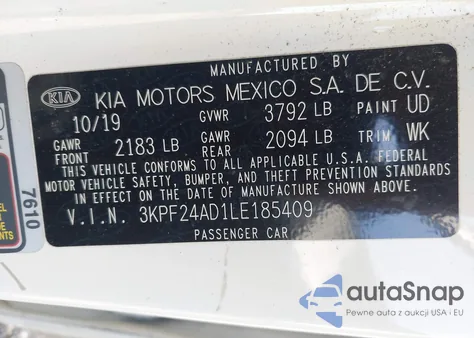 MANUFACTURED BY
KIA KIA MOTORS MEXICO S.A. DE C.V.
10/19 GVWR 3792 LB PAINT UD
GAWR FRONT 2183 LB GAWR REAR 2094 LB TRIM WK
THIS VEHICLE CONFORMS TO ALL APPLICABLE U.S.A. FEDERAL
MOTOR VEHICLE SAFETY, BUMPER, AND THEFT PREVENTION STANDARDS
IN EFFECT ON THE DATE OF MANUFACTURE SHOWN ABOVE.
V.I.N. 3KPF24AD1LE185409
PASSENGER CAR
7610
autoSnap
Pewne auta z aukcji USA i EU